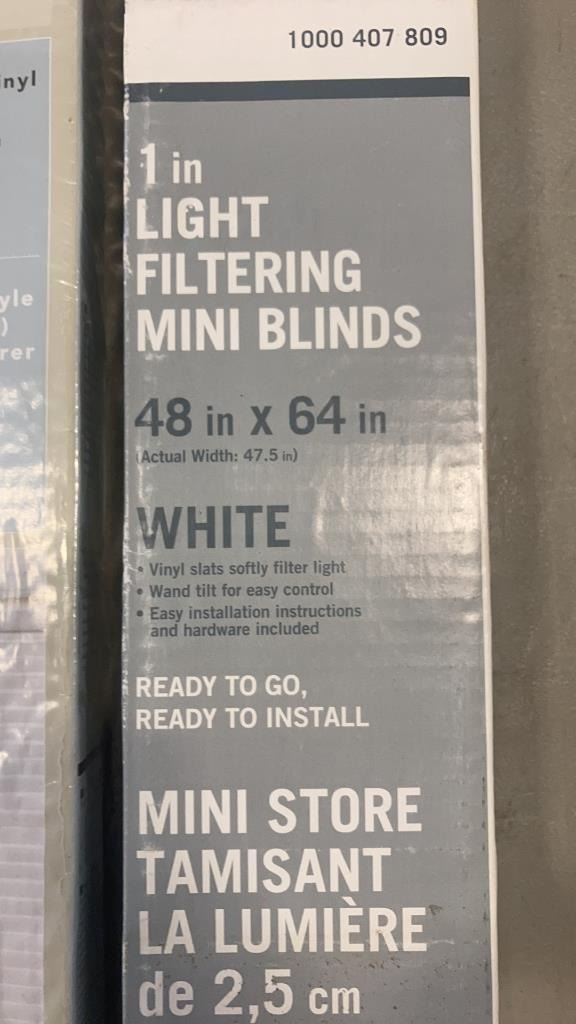 1000 407 809
1 in
LIGHT
FILTERING
MINI BLINDS
48 in x 64 in
(Actual Width: 47.5 in)
WHITE
• Vinyl slats softly filter light
• Wand tilt for easy control
• Easy installation instructions
and hardware included
READY TO GO,
READY TO INSTALL
MINI STORE
TAMISANT
LA LUMIÈRE
de 2,5 cm